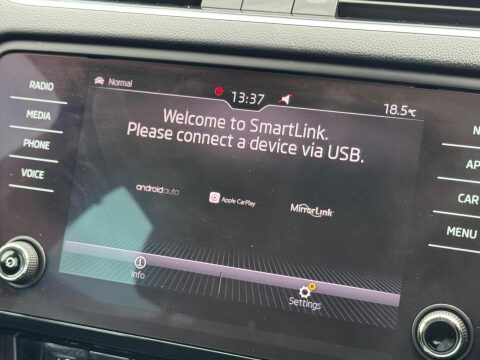 RADIO
MEDIA
PHONE
VOICE
Normal
13:37
18.5°C
Welcome to SmartLink.
Please connect a device via USB.
androidauto
Apple CarPlay
MirrorLink
Info
Settings
CAR
MENU